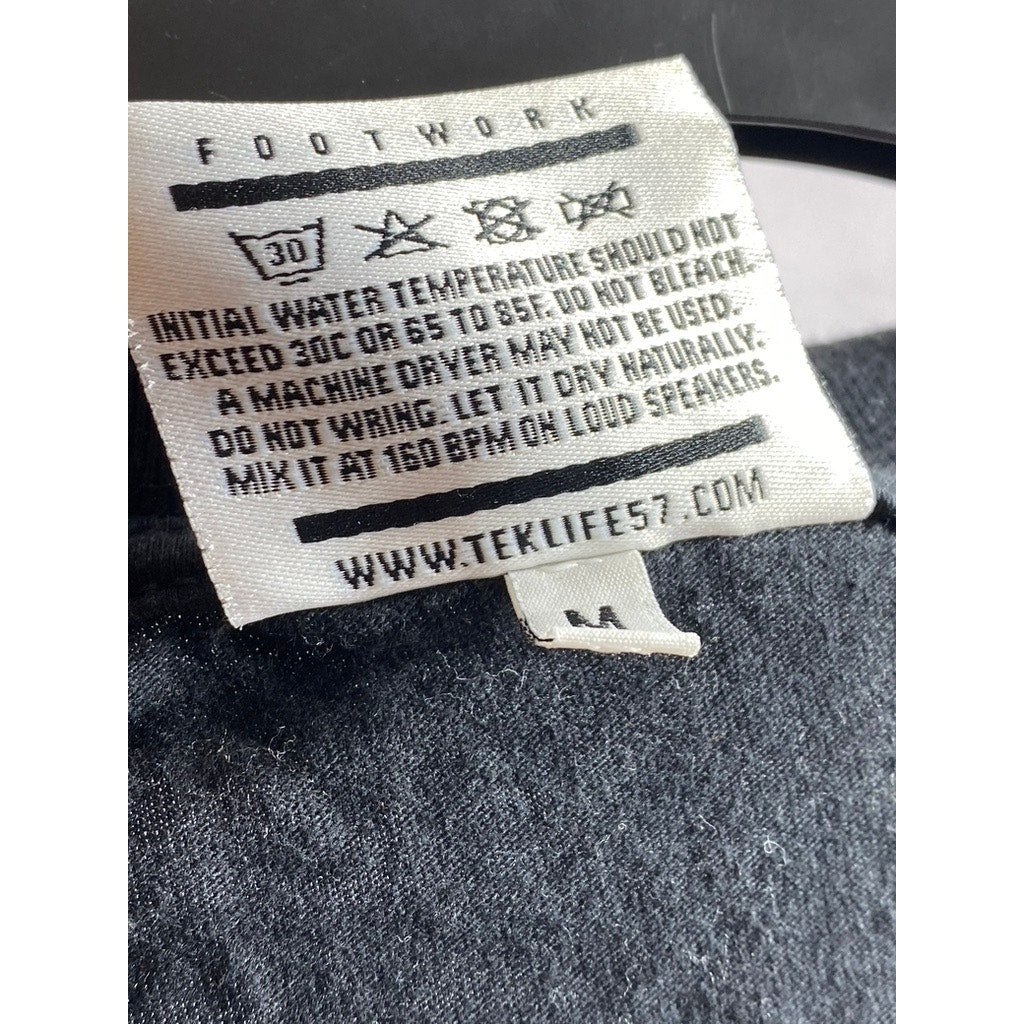 FOOTWORK
30
INITIAL WATER TEMPERATURE SHOULD NOT
EXCEED 30C OR 65 TO 85F. DO NOT BLEACH.
A MACHINE DRYER MAY NOT BE USED.
DO NOT WRING. LET IT DRY NATURALLY.
MIX IT AT 160 BPM ON LOUD SPEAKERS.
WWW.TEKLIFE57.COM
M